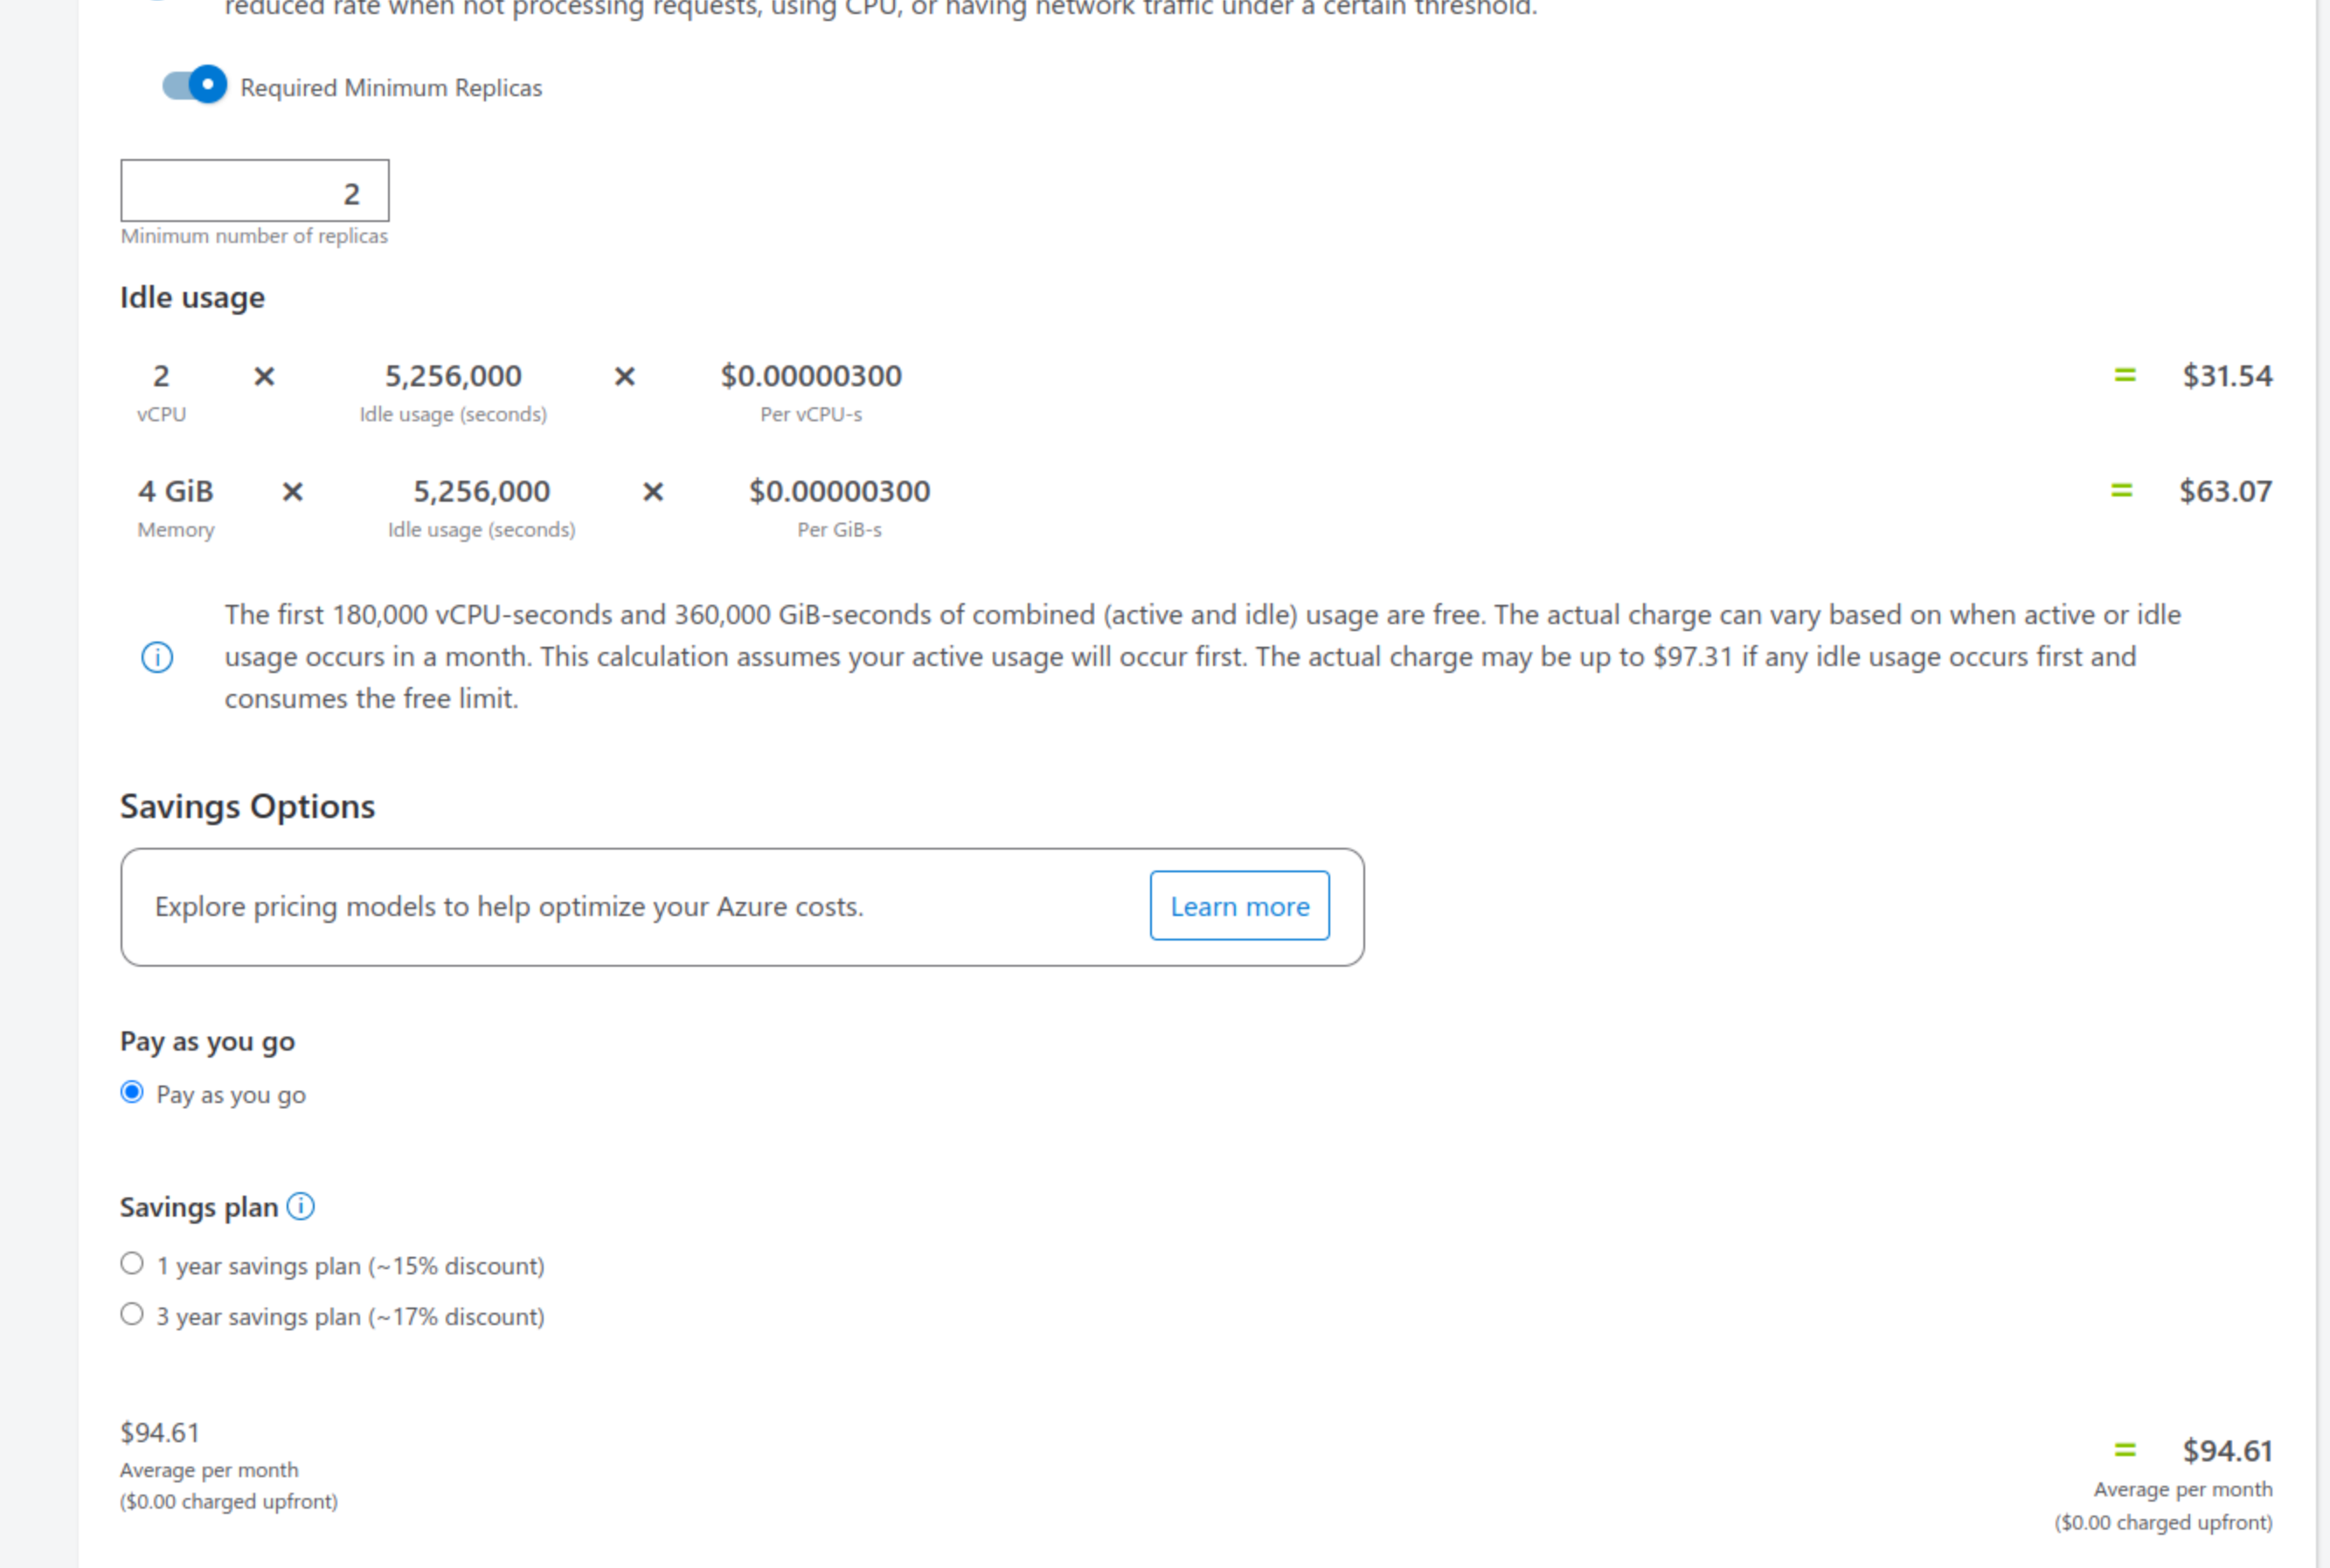 reduced rate when not processing requests, using CPU, or having network traffic under a certain threshold.
Required Minimum Replicas
2
Minimum number of replicas
Idle usage
2 × 5,256,000 × $0.00000300 = $31.54
vCPU Idle usage (seconds) Per vCPU-s
4 GiB × 5,256,000 × $0.00000300 = $63.07
Memory Idle usage (seconds) Per GiB-s
The first 180,000 vCPU-seconds and 360,000 GiB-seconds of combined (active and idle) usage are free. The actual charge can vary based on when active or idle
usage occurs in a month. This calculation assumes your active usage will occur first. The actual charge may be up to $97.31 if any idle usage occurs first and
consumes the free limit.
Savings Options
Explore pricing models to help optimize your Azure costs. Learn more
Pay as you go
Pay as you go
Savings plan
1 year savings plan (~15% discount)
3 year savings plan (~17% discount)
$94.61
Average per month
($0.00 charged upfront)
= $94.61
Average per month
($0.00 charged upfront)